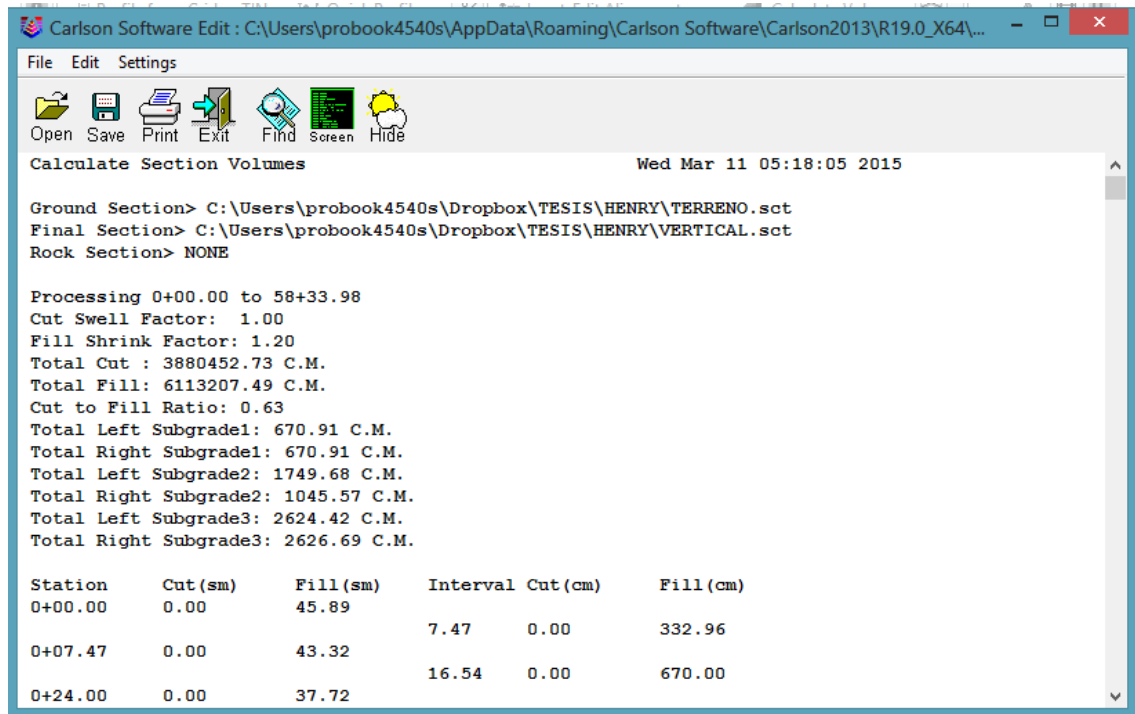 Carlson Software Edit : C:\Users\probook4540s\AppData\Roaming\Carlson Software\Carlson2013\R19.0_X64\...
File Edit Settings
Open Save Print Exit Find Screen Hide
Calculate Section Volumes Wed Mar 11 05:18:05 2015
Ground Section> C:\Users\probook4540s\Dropbox\TESIS\HENRY\TERRENO.sct
Final Section> C:\Users\probook4540s\Dropbox\TESIS\HENRY\VERTICAL.sct
Rock Section> NONE
Processing 0+00.00 to 58+33.98
Cut Swell Factor: 1.00
Fill Shrink Factor: 1.20
Total Cut : 3880452.73 C.M.
Total Fill: 6113207.49 C.M.
Cut to Fill Ratio: 0.63
Total Left Subgrade1: 670.91 C.M.
Total Right Subgrade1: 670.91 C.M.
Total Left Subgrade2: 1749.68 C.M.
Total Right Subgrade2: 1045.57 C.M.
Total Left Subgrade3: 2624.42 C.M.
Total Right Subgrade3: 2626.69 C.M.
Station Cut(sm) Fill(sm) Interval Cut(cm) Fill(cm)
0+00.00 0.00 45.89
7.47 0.00 332.96
0+07.47 0.00 43.32
16.54 0.00 670.00
0+24.00 0.00 37.72